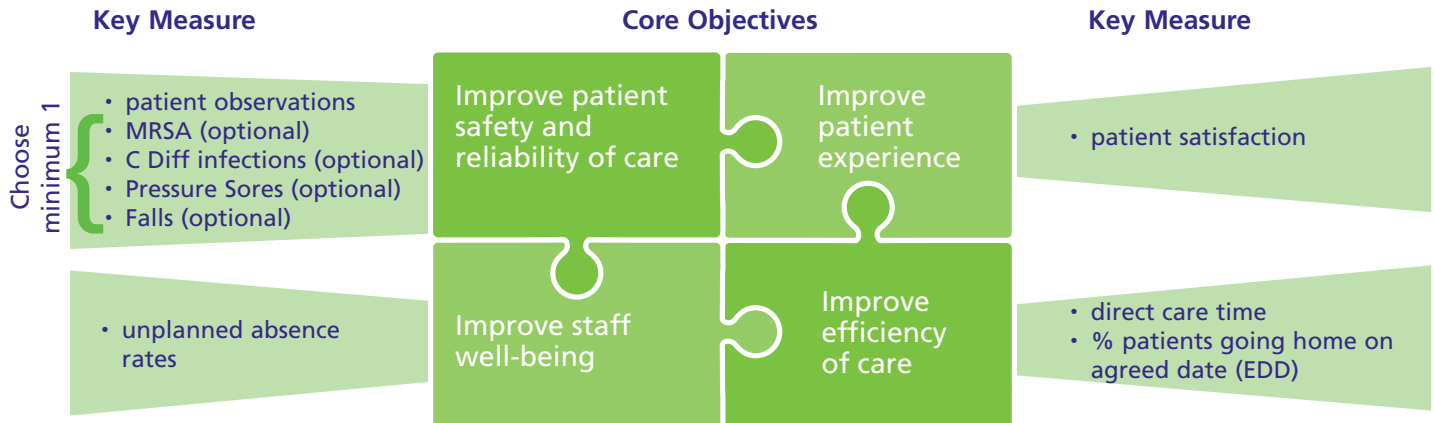 Key Measure
Core Objectives
Key Measure
Choose
minimum 1
• patient observations
• MRSA (optional)
• C Diff infections (optional)
• Pressure Sores (optional)
• Falls (optional)
Improve patient
safety and
reliability of care
Improve
patient
experience
• patient satisfaction
• unplanned absence
rates
Improve staff
well-being
Improve
efficiency
of care
• direct care time
• % patients going home on
agreed date (EDD)